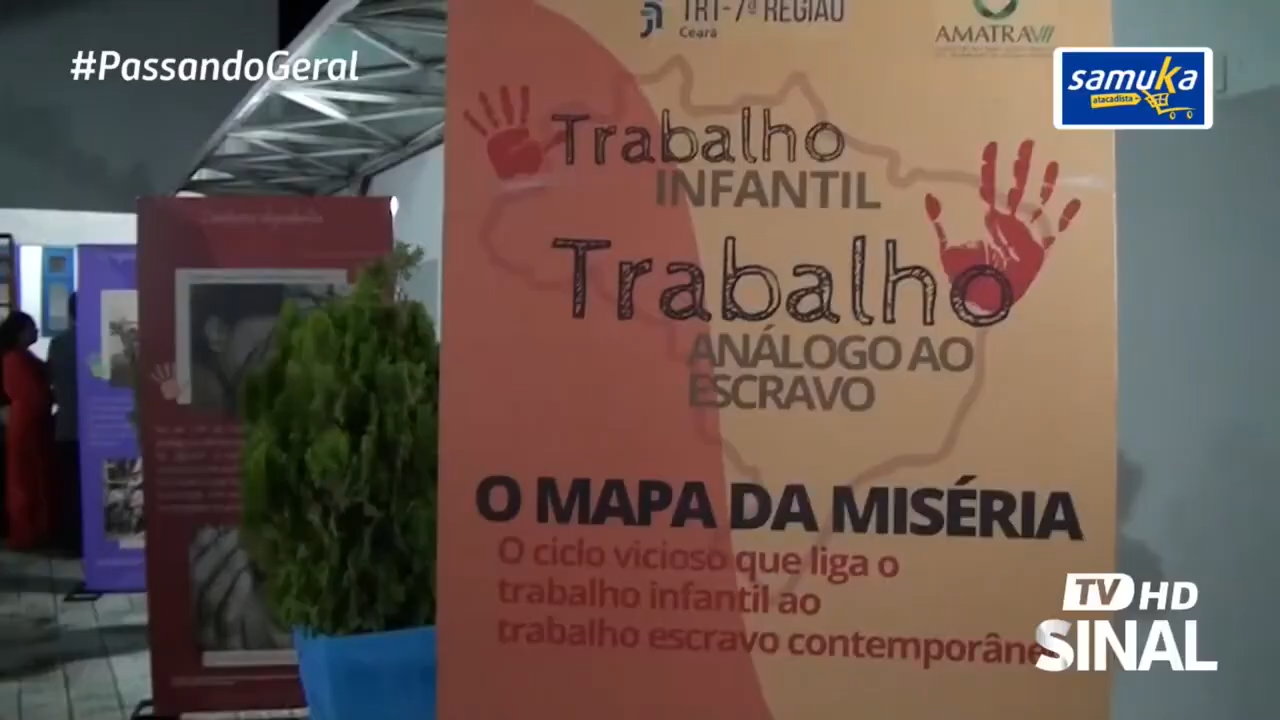 TRT-7ª REGIÃO
Ceará
AMATRAVII
#PassandoGeral
samuka
atacadista
Trabalho
INFANTIL
Trabalho
ANÁLOGO AO
ESCRAVO
O MAPA DA MISÉRIA
O ciclo vicioso que liga o
trabalho infantil ao
trabalho escravo contemporâne
TV HD
SINAL